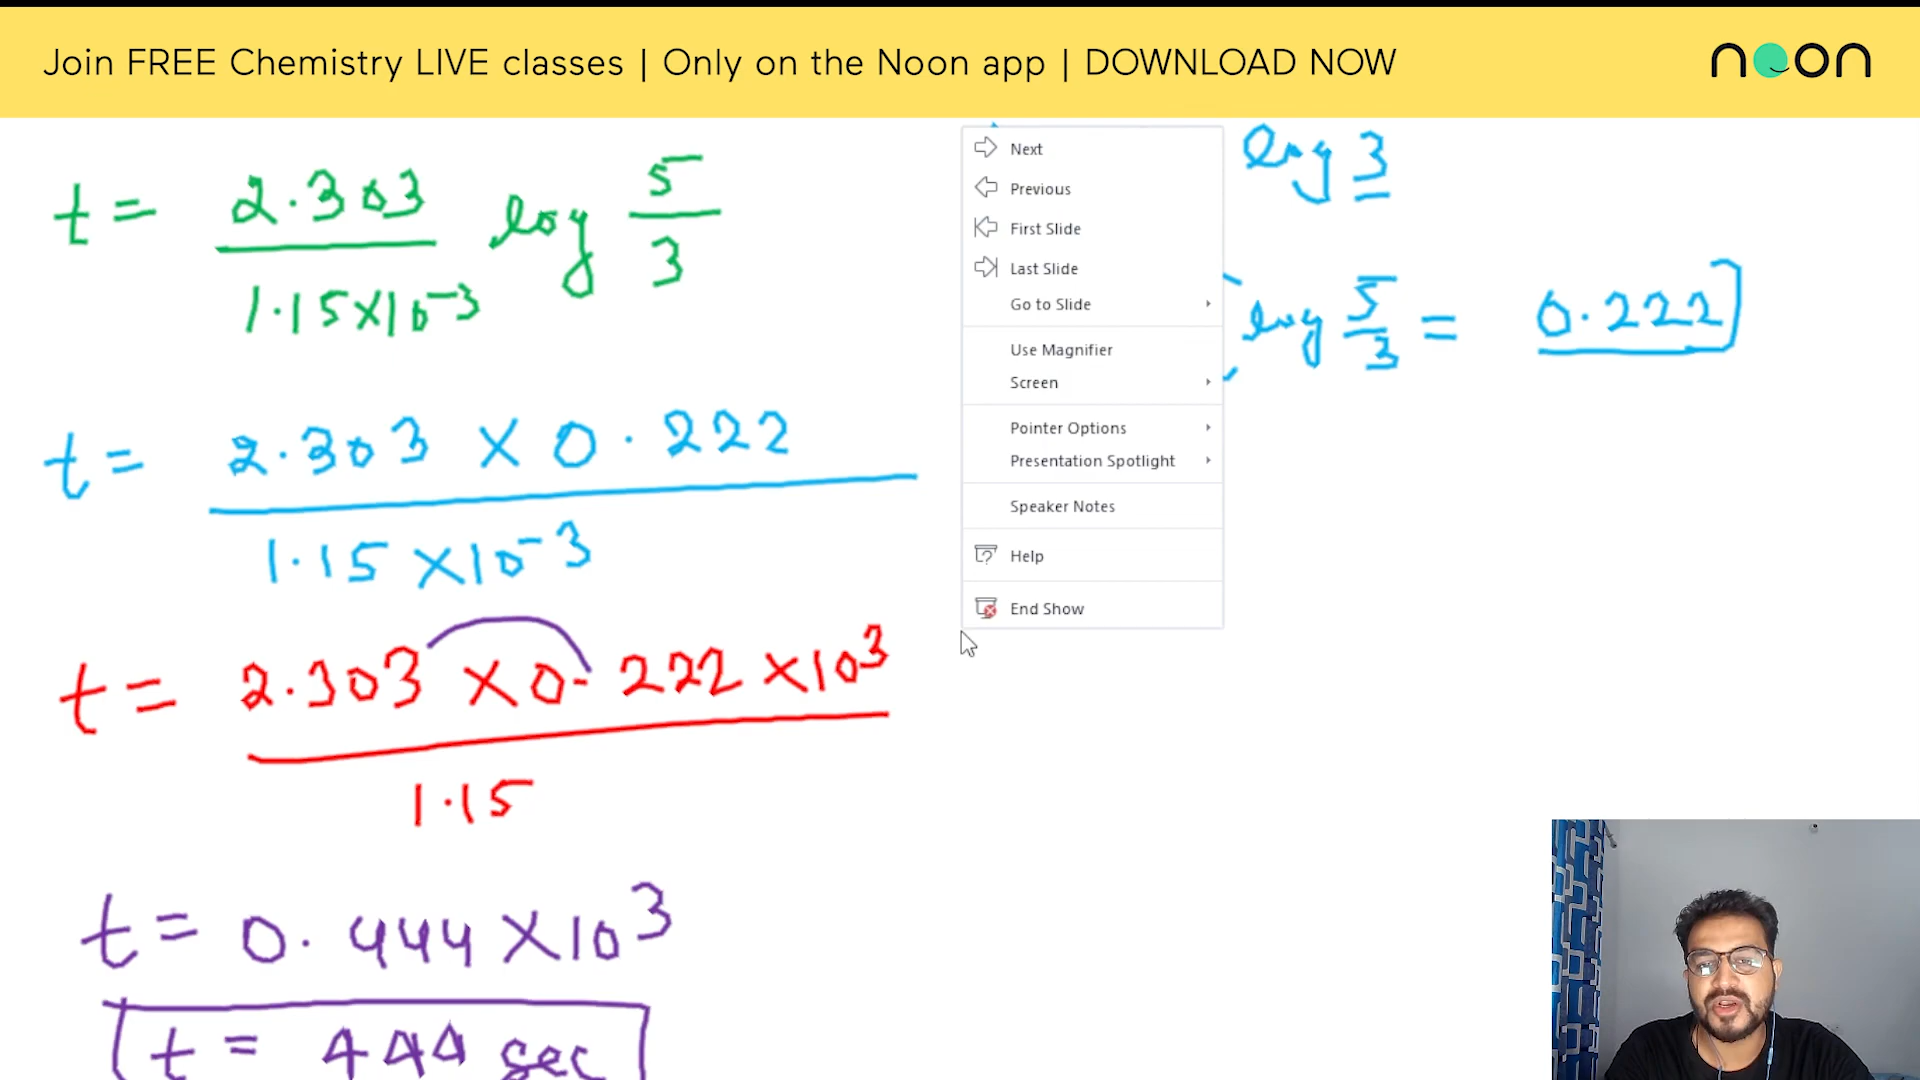 Join FREE Chemistry LIVE classes | Only on the Noon app | DOWNLOAD NOW
noon
t = 2.303 / 1.15×10⁻³ log 5/3
t = 2.303 × 0.222 / 1.15×10⁻³
t = 2.303 × 0.222 ×10³ / 1.15
t = 0.444 ×10³
t = 444 sec
Next
Previous
First Slide
Last Slide
Go to Slide
Use Magnifier
Screen
Pointer Options
Presentation Spotlight
Speaker Notes
Help
End Show
log 3
log 5/3 = 0.222